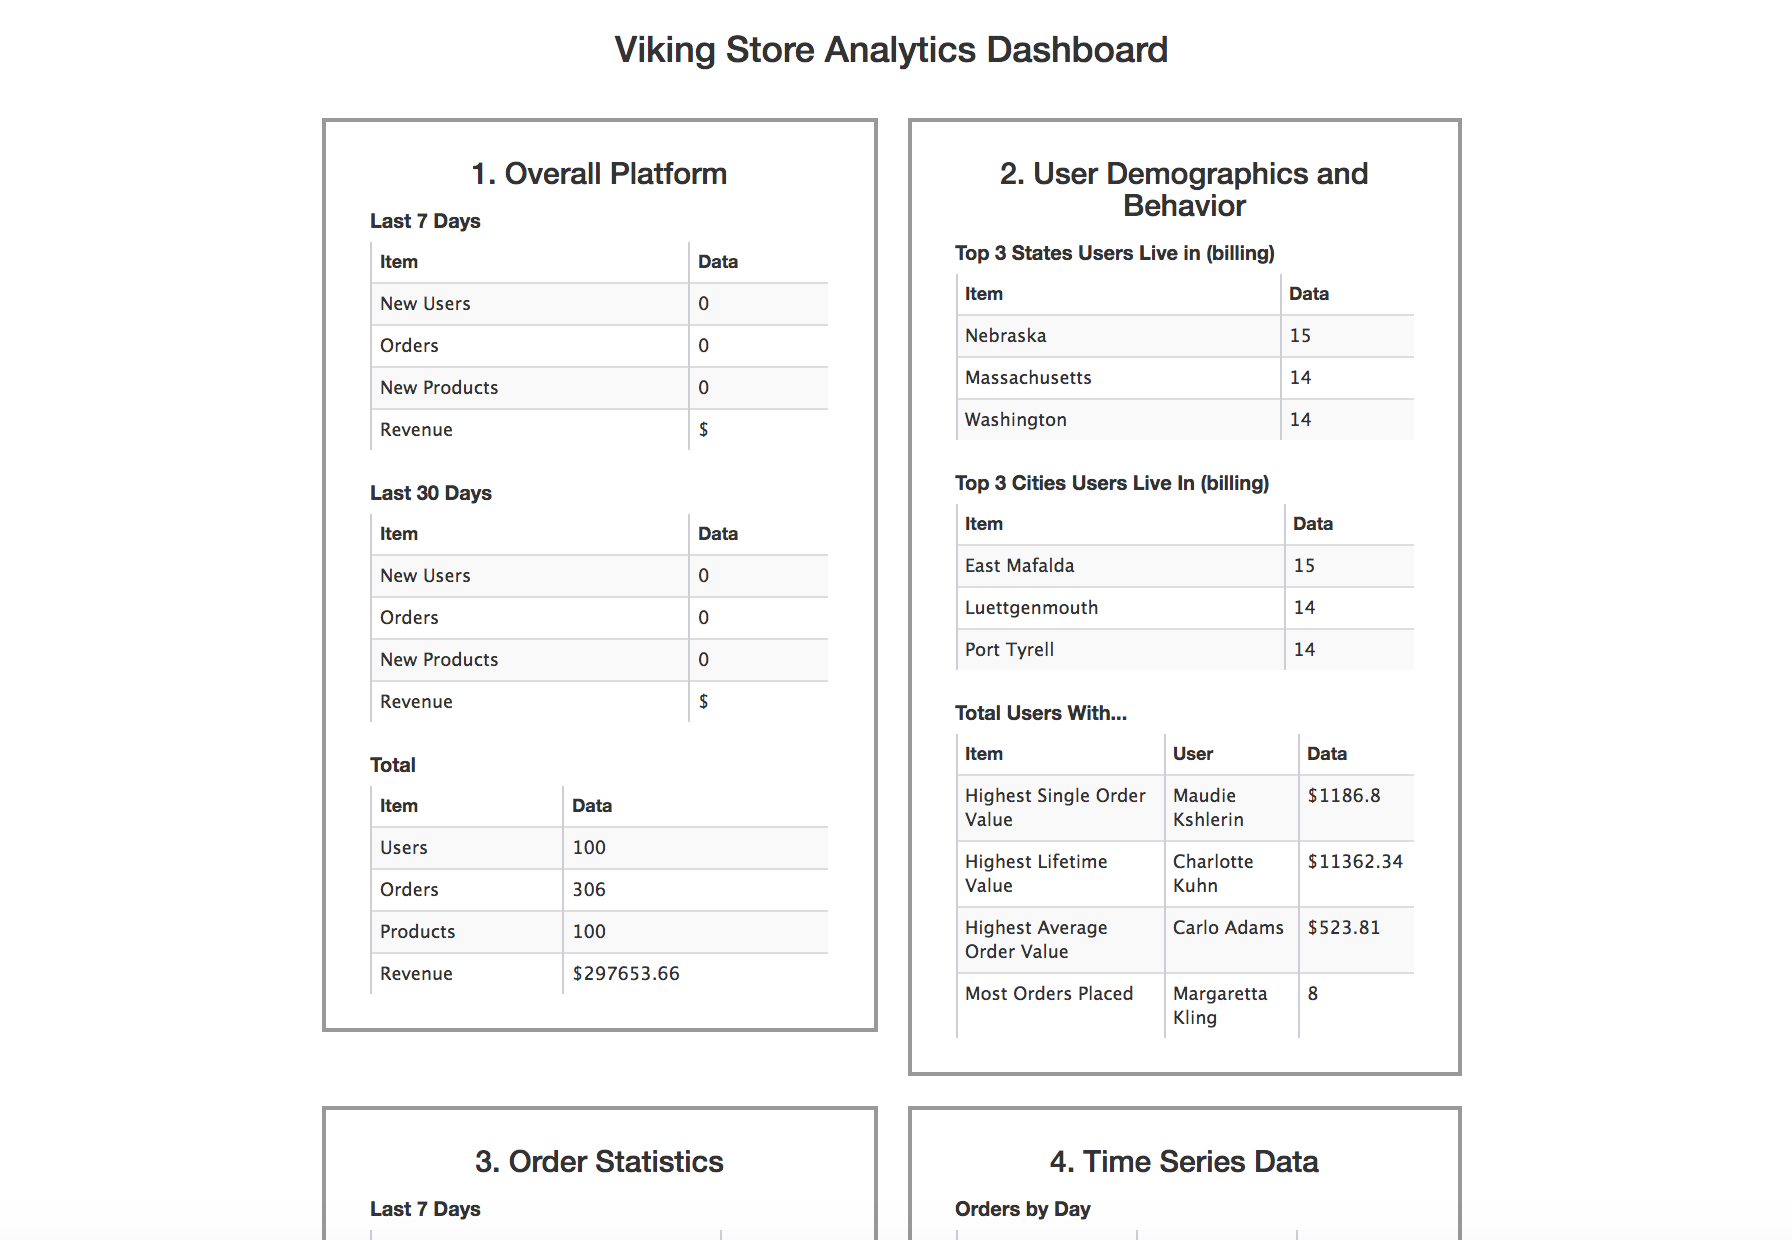 Viking Store Analytics Dashboard
1. Overall Platform
Last 7 Days
Item Data
New Users 0
Orders 0
New Products 0
Revenue $
Last 30 Days
Item Data
New Users 0
Orders 0
New Products 0
Revenue $
Total
Item Data
Users 100
Orders 306
Products 100
Revenue $297653.66
2. User Demographics and
Behavior
Top 3 States Users Live in (billing)
Item Data
Nebraska 15
Massachusetts 14
Washington 14
Top 3 Cities Users Live In (billing)
Item Data
East Mafalda 15
Luettgenmouth 14
Port Tyrell 14
Total Users With...
Item User Data
Highest Single Order Maudie $1186.8
Value Kshlerin
Highest Lifetime Charlotte $11362.34
Value Kuhn
Highest Average Carlo Adams $523.81
Order Value
Most Orders Placed Margaretta 8
Kling
3. Order Statistics
Last 7 Days
4. Time Series Data
Orders by Day